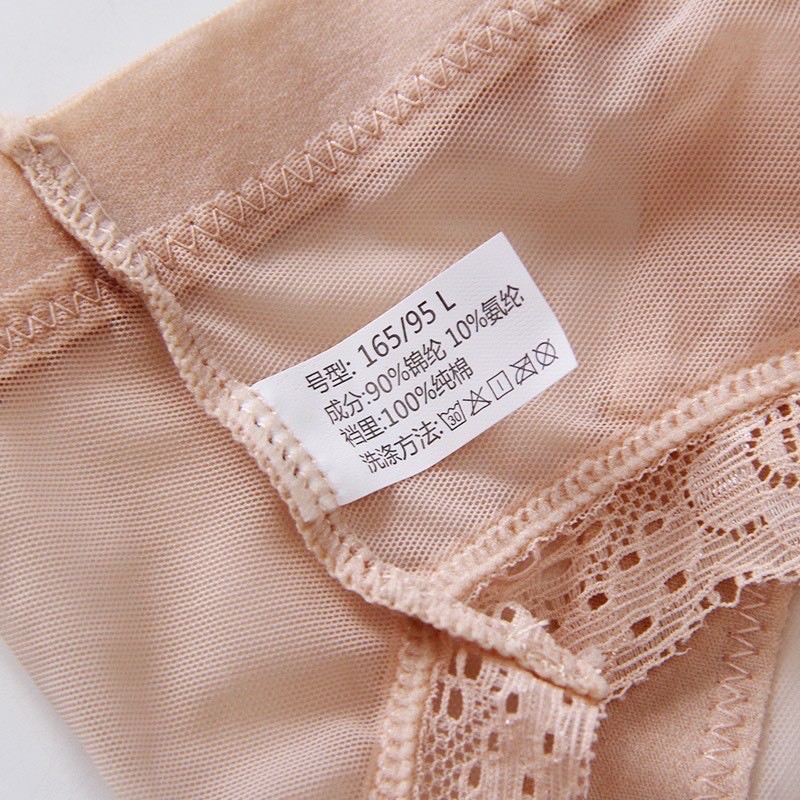 号型: 165/95 L
成分:90%锦纶 10%氨纶
裆里:100%纯棉
洗涤方法: 30